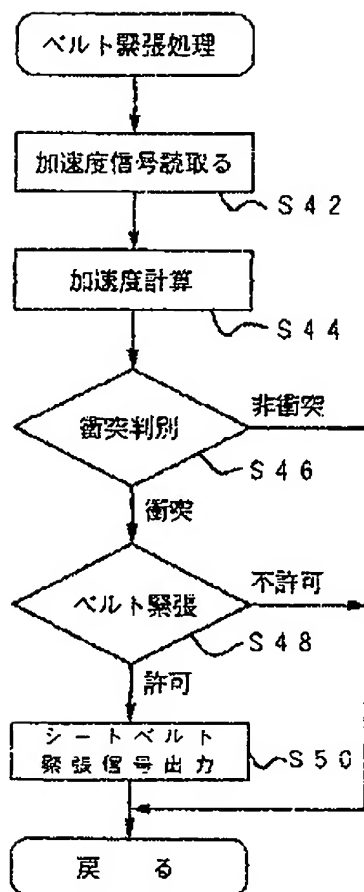 ベルト緊張処理
加速度信号読取る
S42
加速度計算
S44
衝突判別
非衝突
S46
衝突
ベルト緊張
不許可
S48
許可
シートベルト
緊張信号出力
S50
戻る